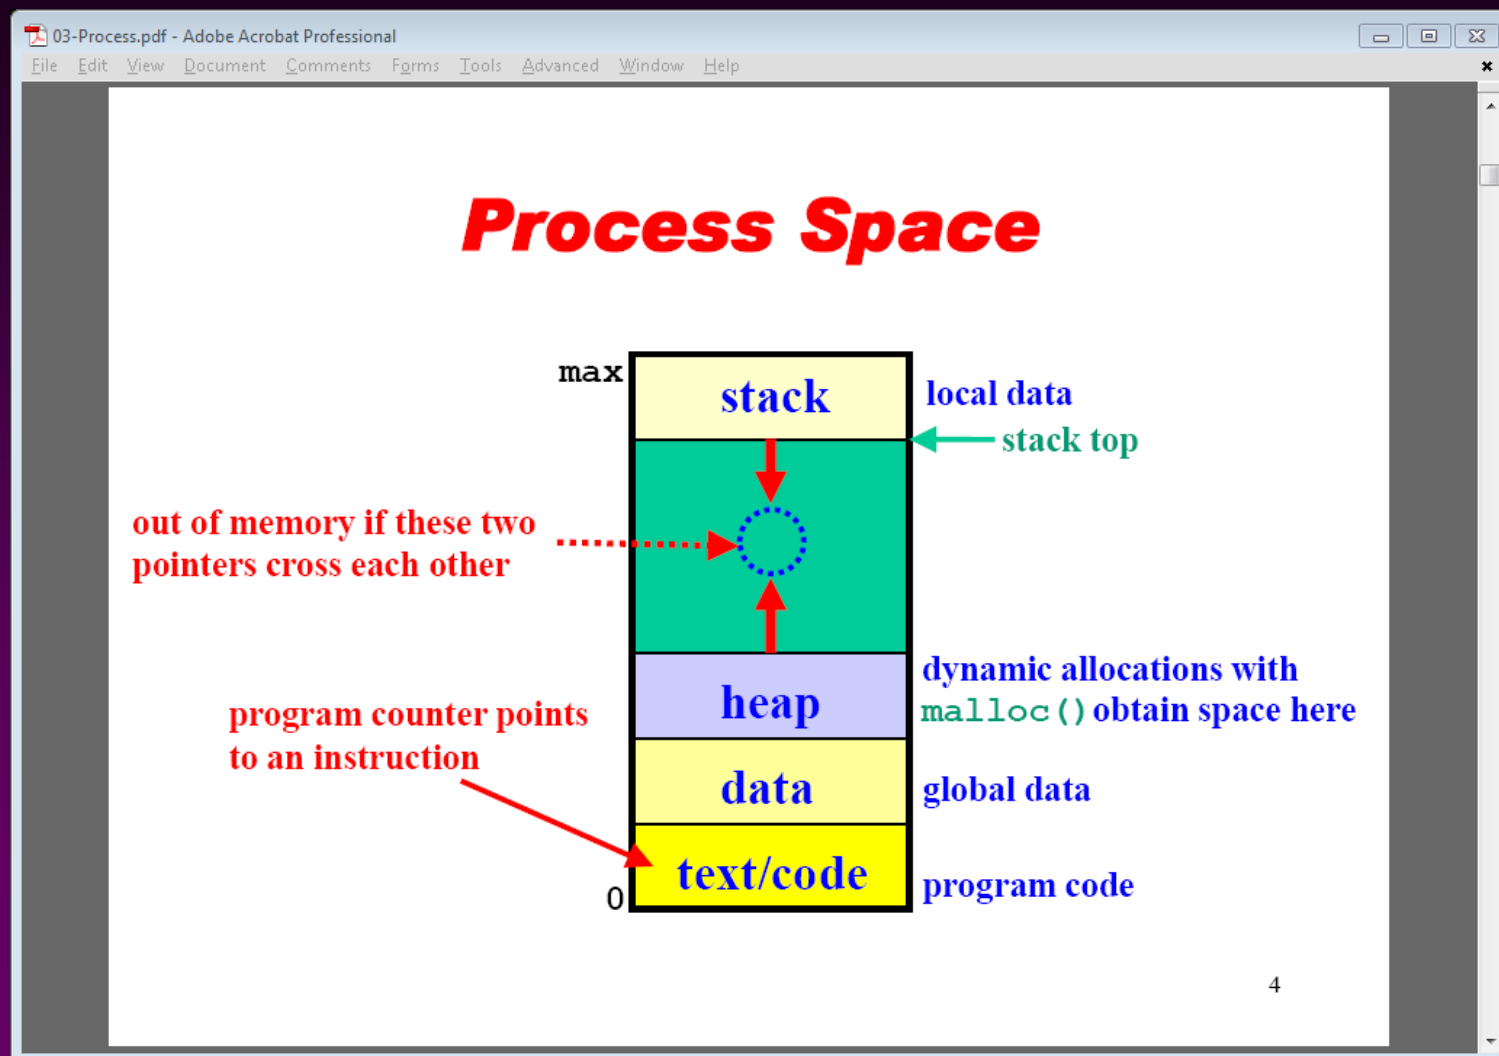 03-Process.pdf - Adobe Acrobat Professional
File Edit View Document Comments Forms Tools Advanced Window Help
Process Space
max
stack
local data
stack top
out of memory if these two
pointers cross each other
heap
dynamic allocations with
malloc() obtain space here
program counter points
to an instruction
data
global data
text/code
program code
0
4